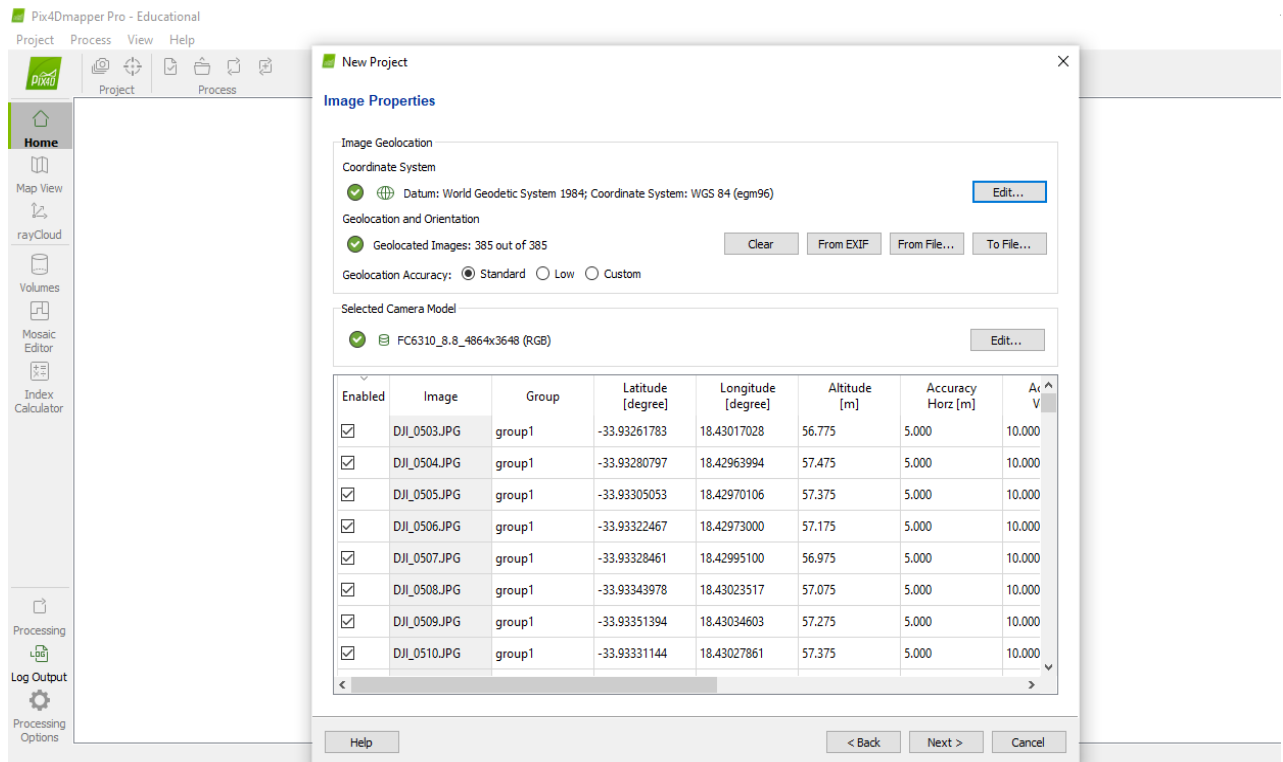 Pix4Dmapper Pro - Educational
Project Process View Help
PIX4D
Project
Process
Home
Map View
rayCloud
Volumes
Mosaic
Editor
Index
Calculator
Processing
LOG
Log Output
Processing
Options
New Project
Image Properties
Image Geolocation
Coordinate System
Datum: World Geodetic System 1984; Coordinate System: WGS 84 (egm96)
Edit...
Geolocation and Orientation
Geolocated Images: 385 out of 385
Clear
From EXIF
From File...
To File...
Geolocation Accuracy: Standard Low Custom
Selected Camera Model
FC6310_8.8_4864x3648 (RGB)
Edit...
Enabled Image Group Latitude [degree] Longitude [degree] Altitude [m] Accuracy Horz [m]
DJI_0503.JPG group1 -33.93261783 18.43017028 56.775 5.000 10.000
DJI_0504.JPG group1 -33.93280797 18.42963994 57.475 5.000 10.000
DJI_0505.JPG group1 -33.93305053 18.42970106 57.375 5.000 10.000
DJI_0506.JPG group1 -33.93322467 18.42973000 57.175 5.000 10.000
DJI_0507.JPG group1 -33.93328461 18.42995100 56.975 5.000 10.000
DJI_0508.JPG group1 -33.93343978 18.43023517 57.075 5.000 10.000
DJI_0509.JPG group1 -33.93351394 18.43034603 57.275 5.000 10.000
DJI_0510.JPG group1 -33.93331144 18.43027861 57.375 5.000 10.000
Help
< Back
Next >
Cancel